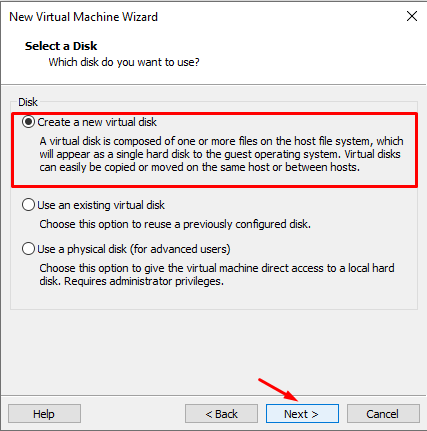 New Virtual Machine Wizard
Select a Disk
Which disk do you want to use?
Disk
Create a new virtual disk
A virtual disk is composed of one or more files on the host file system, which
will appear as a single hard disk to the guest operating system. Virtual disks
can easily be copied or moved on the same host or between hosts.
Use an existing virtual disk
Choose this option to reuse a previously configured disk.
Use a physical disk (for advanced users)
Choose this option to give the virtual machine direct access to a local hard
disk. Requires administrator privileges.
Help
< Back
Next >
Cancel